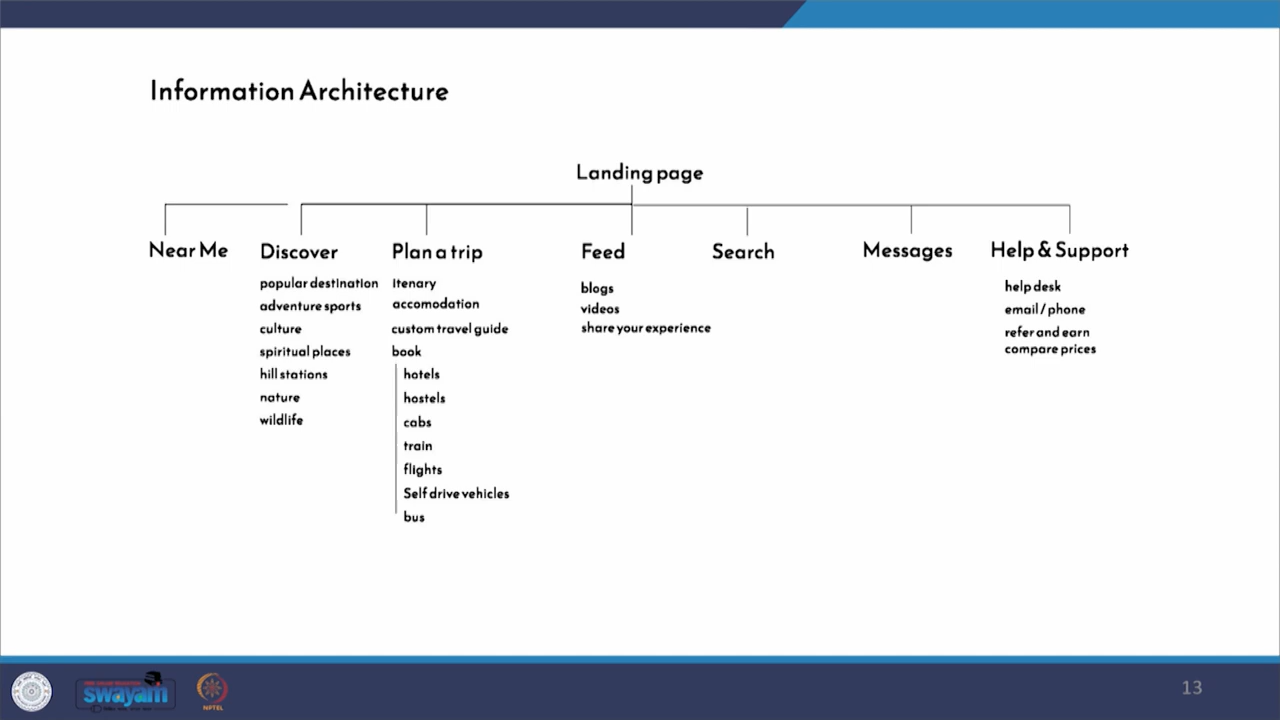 Information Architecture
Landing page
Near Me
Discover
popular destination
adventure sports
culture
spiritual places
hill stations
nature
wildlife
Plan a trip
itenary
accomodation
custom travel guide
book
hotels
hostels
cabs
train
flights
Self drive vehicles
bus
Feed
blogs
videos
share your experience
Search
Messages
Help & Support
help desk
email / phone
refer and earn
compare prices
swayam
NPTEL
13